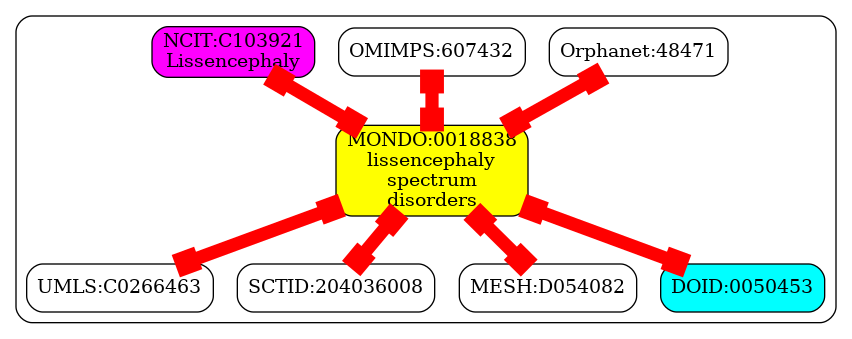 NCIT:C103921
Lissencephaly
OMIMPS:607432
Orphanet:48471
MONDO:0018838
lissencephaly
spectrum
disorders
UMLS:C0266463
SCTID:204036008
MESH:D054082
DOID:0050453